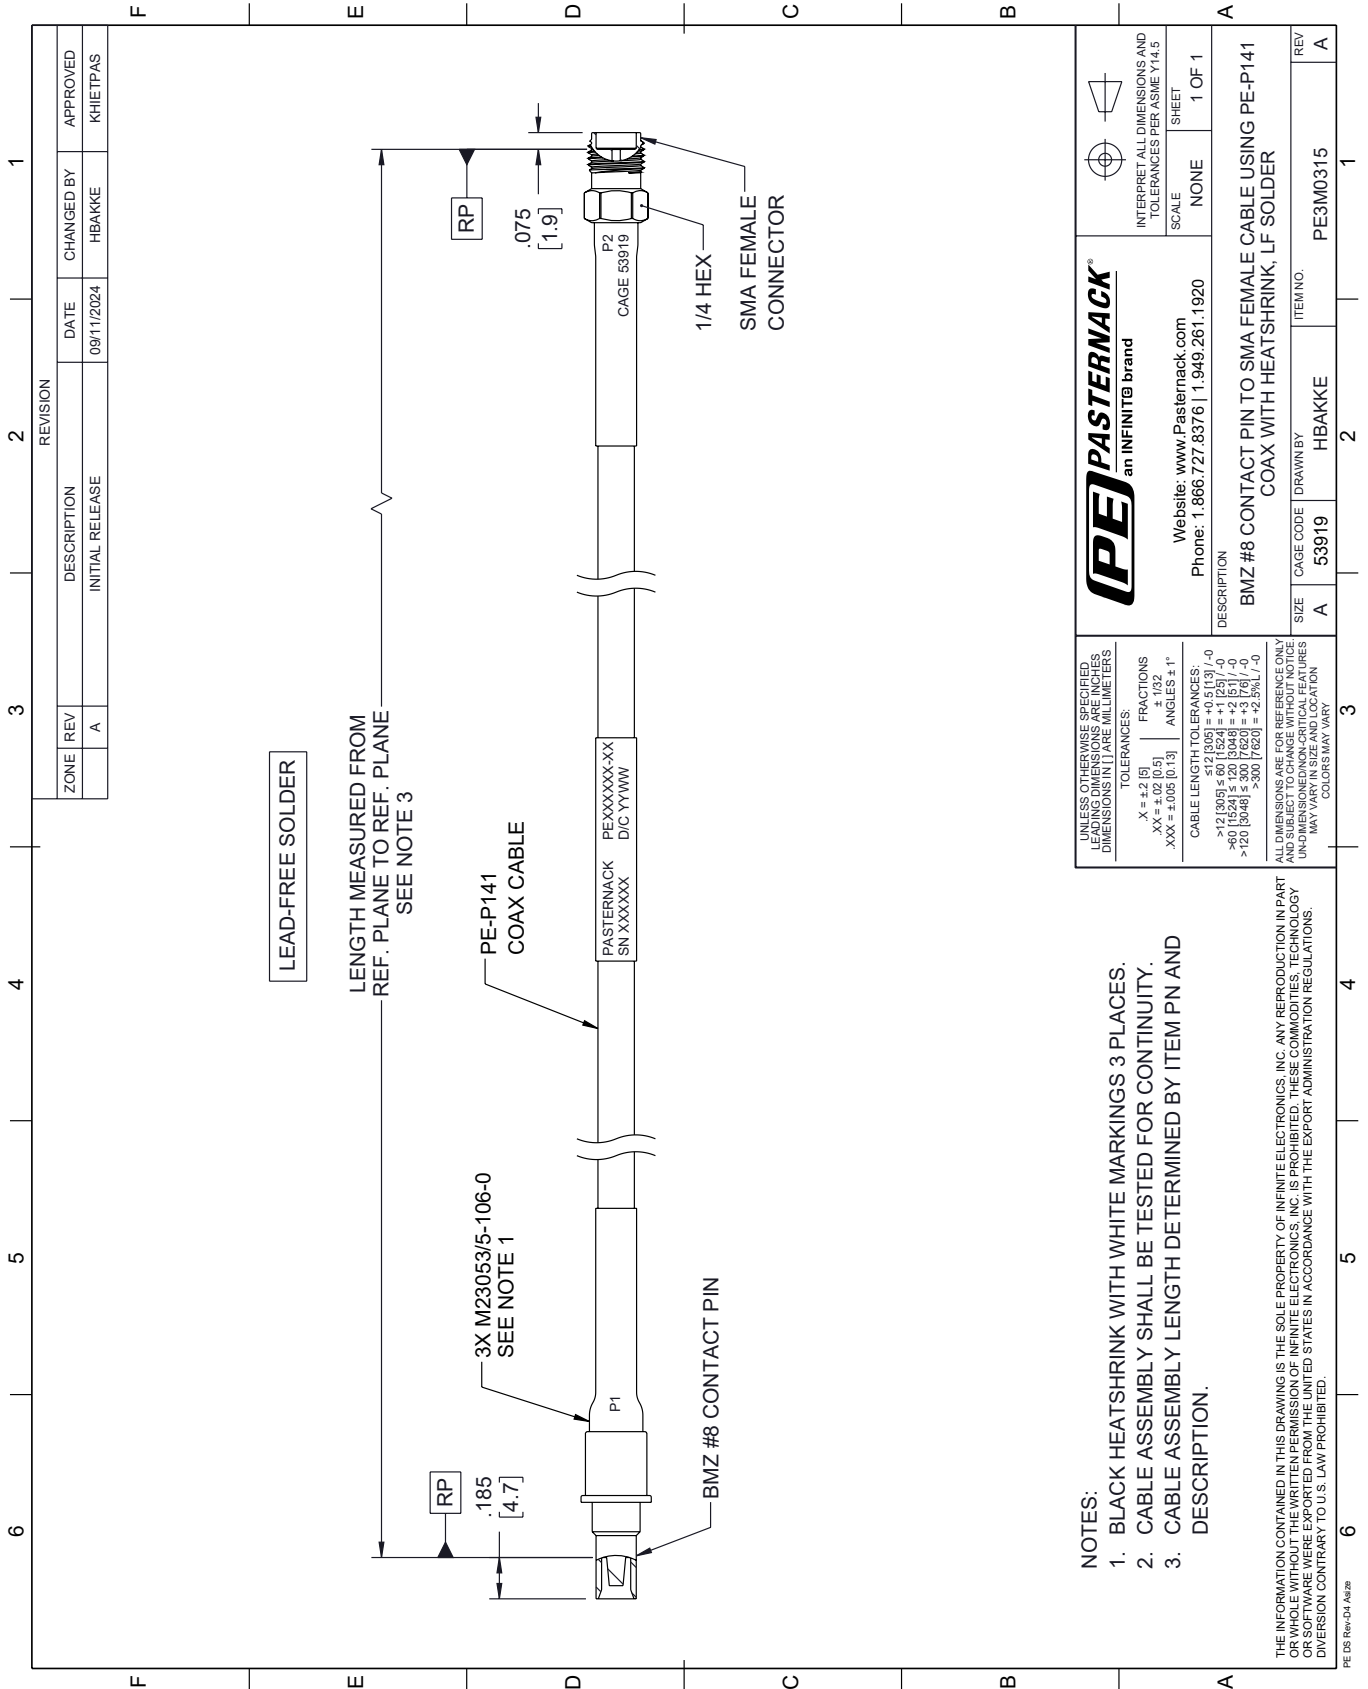 REVISION
ZONE REV DESCRIPTION DATE CHANGED BY APPROVED
A INITIAL RELEASE 09/11/2024 HBAKKE KHIETPAS
6 5 4 3 2 1
F
E
D
C
B
A
LEAD-FREE SOLDER
LENGTH MEASURED FROM
REF. PLANE TO REF. PLANE
SEE NOTE 3
RP
RP
.185
[4.7]
.075
[1.9]
3X M23053/5-106-0
SEE NOTE 1
PE-P141
COAX CABLE
P1
PASTERNACK PEXXXXXX-XX
SN XXXXXX D/C YYWW
P2
CAGE 53919
BMZ #8 CONTACT PIN
1/4 HEX
SMA FEMALE
CONNECTOR
NOTES:
1. BLACK HEATSHRINK WITH WHITE MARKINGS 3 PLACES.
2. CABLE ASSEMBLY SHALL BE TESTED FOR CONTINUITY.
3. CABLE ASSEMBLY LENGTH DETERMINED BY ITEM PN AND
DESCRIPTION.
THE INFORMATION CONTAINED IN THIS DRAWING IS THE SOLE PROPERTY OF INFINITE ELECTRONICS, INC. ANY REPRODUCTION IN PART
OR WHOLE WITHOUT THE WRITTEN PERMISSION OF INFINITE ELECTRONICS, INC. IS PROHIBITED. THESE COMMODITIES, TECHNOLOGY
OR SOFTWARE WERE EXPORTED FROM THE UNITED STATES IN ACCORDANCE WITH THE EXPORT ADMINISTRATION REGULATIONS.
DIVERSION CONTRARY TO U.S. LAW PROHIBITED.
UNLESS OTHERWISE SPECIFIED
LEADING DIMENSIONS ARE INCHES
DIMENSIONS IN [ ] ARE MILLIMETERS
TOLERANCES:
.X = ±.2 [5] FRACTIONS
.XX = ±.02 [0.5] ± 1/32
.XXX = ±.005 [0.13] ANGLES ± 1°
CABLE LENGTH TOLERANCES:
≤12 [305] = +0.5 [13] / -0
>12 [305] ≤ 60 [1524] = +1 [25] / -0
>60 [1524] ≤ 120 [3048] = +2 [51] / -0
>120 [3048] ≤ 300 [7620] = +3 [76] / -0
>300 [7620] = +2.5%L / -0
ALL DIMENSIONS ARE FOR REFERENCE ONLY
AND SUBJECT TO CHANGE WITHOUT NOTICE.
UN-DIMENSIONED/NON-CRITICAL FEATURES
MAY VARY IN SIZE AND LOCATION
COLORS MAY VARY
PE PASTERNACK®
an INFINITE brand
Website: www.Pasternack.com
Phone: 1.866.727.8376 | 1.949.261.1920
INTERPRET ALL DIMENSIONS AND
TOLERANCES PER ASME Y14.5
SCALE NONE
SHEET 1 OF 1
DESCRIPTION
BMZ #8 CONTACT PIN TO SMA FEMALE CABLE USING PE-P141
COAX WITH HEATSHRINK, LF SOLDER
SIZE CAGE CODE DRAWN BY ITEM NO. REV
A 53919 HBAKKE PE3M0315 A
6 5 4 3 2 1
F
E
D
C
B
A
PE DS Rev-D4 Asize